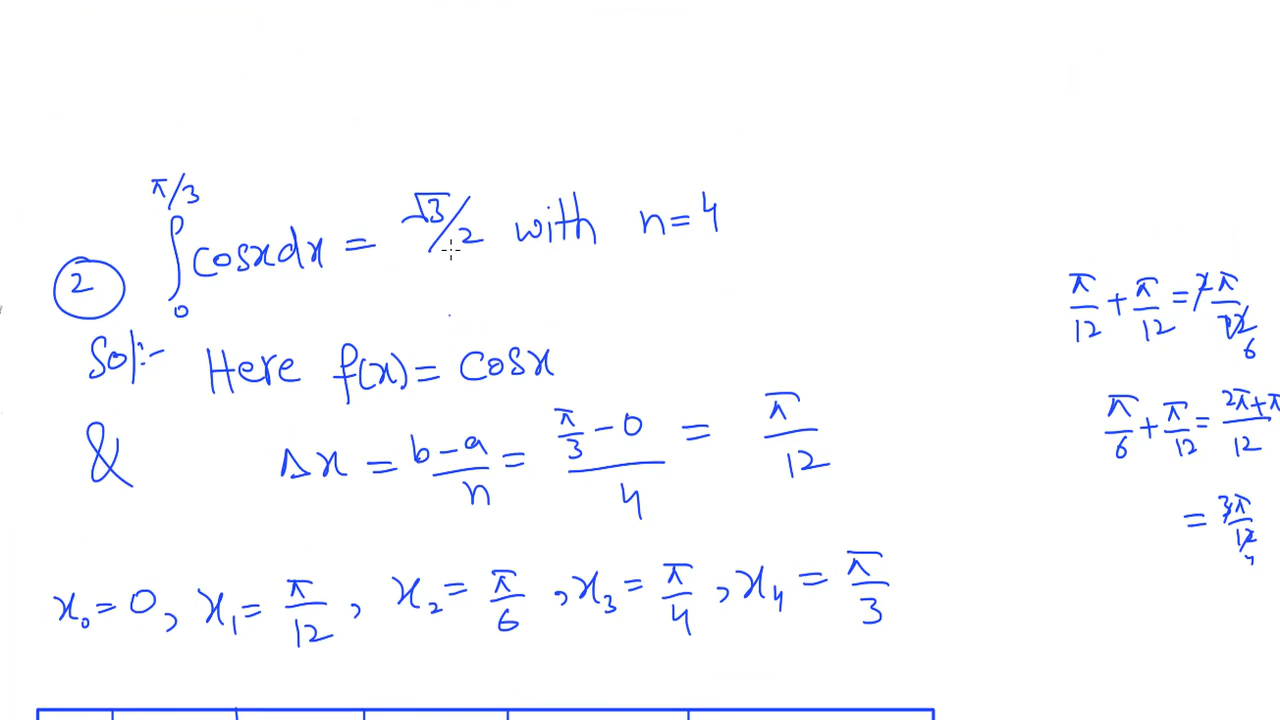 ② ∫₀^{π/3} cosx dx = √3/2 with n=4
Sol:- Here f(x) = cosx
& Δx = (b-a)/n = (π/3 - 0)/4 = π/12
x₀=0, x₁= π/12, x₂= π/6, x₃= π/4, x₄ = π/3
π/12 + π/12 = 2π/12 6
π/6 + π/12 = (2π+π)/12
= 3π/12 4